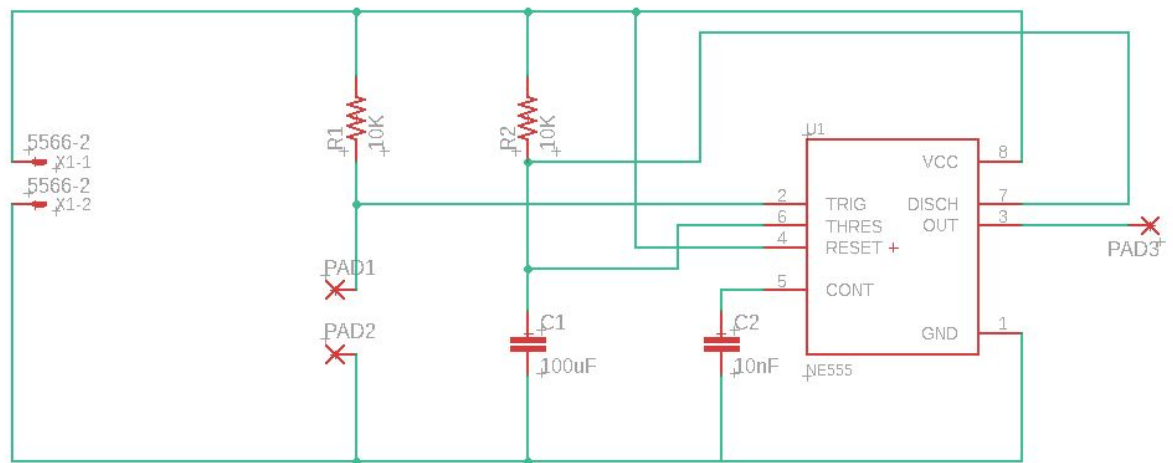 5566-2
X1-1
5566-2
X1-2
R1
10K
R2
10K
PAD1
PAD2
C1
100uF
C2
10nF
U1
VCC
8
2
TRIG
DISCH
7
6
THRES
OUT
3
4
RESET
5
CONT
GND
1
NE555
PAD3